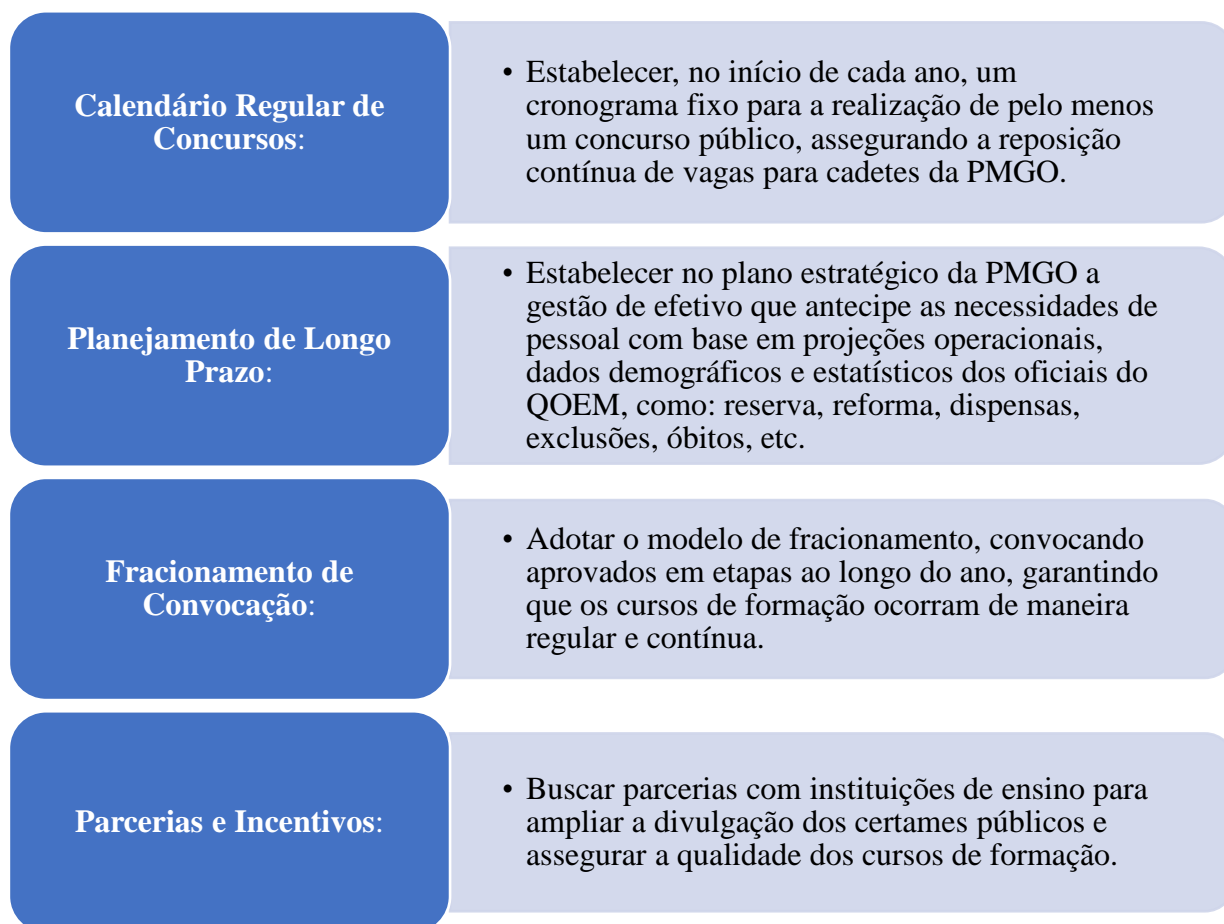 Calendário Regular de
Concursos:
• Estabelecer, no início de cada ano, um
cronograma fixo para a realização de pelo menos
um concurso público, assegurando a reposição
contínua de vagas para cadetes da PMGO.
Planejamento de Longo
Prazo:
• Estabelecer no plano estratégico da PMGO a
gestão de efetivo que antecipe as necessidades de
pessoal com base em projeções operacionais,
dados demográficos e estatísticos dos oficiais do
QOEM, como: reserva, reforma, dispensas,
exclusões, óbitos, etc.
Fracionamento de
Convocação:
• Adotar o modelo de fracionamento, convocando
aprovados em etapas ao longo do ano, garantindo
que os cursos de formação ocorram de maneira
regular e contínua.
Parcerias e Incentivos:
• Buscar parcerias com instituições de ensino para
ampliar a divulgação dos certames públicos e
assegurar a qualidade dos cursos de formação.